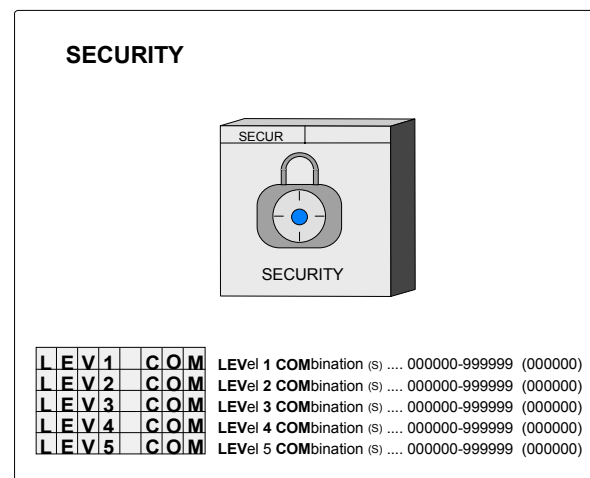 SECURITY
SECUR
SECURITY
LEV1 COM LEVel 1 COMbination (S) .... 000000-999999 (000000)
LEV2 COM LEVel 2 COMbination (S) .... 000000-999999 (000000)
LEV3 COM LEVel 3 COMbination (S) .... 000000-999999 (000000)
LEV4 COM LEVel 4 COMbination (S) .... 000000-999999 (000000)
LEV5 COM LEVel 5 COMbination (S) .... 000000-999999 (000000)